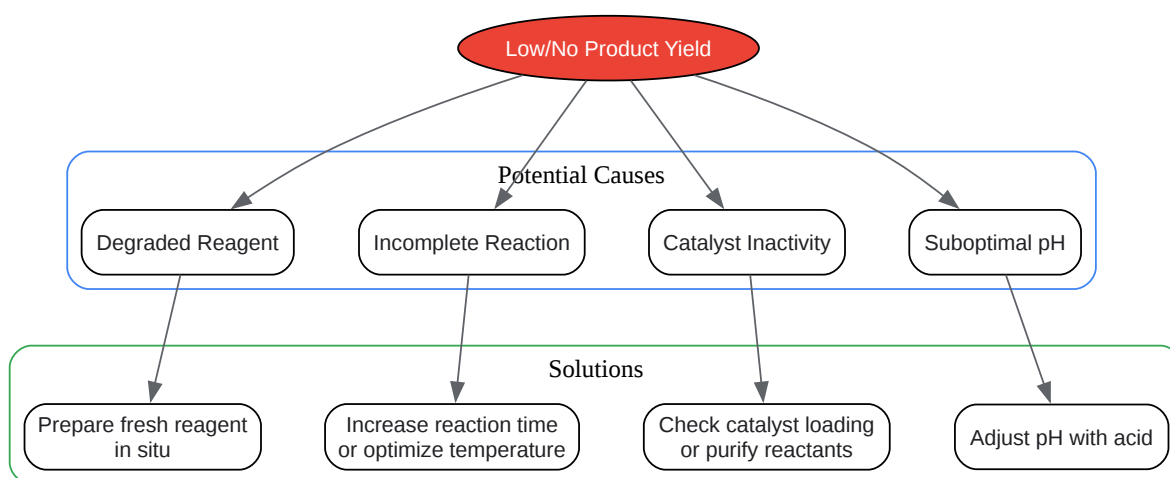 Low/No Product Yield
Potential Causes
Degraded Reagent
Incomplete Reaction
Catalyst Inactivity
Suboptimal pH
Solutions
Prepare fresh reagent
in situ
Increase reaction time
or optimize temperature
Check catalyst loading
or purify reactants
Adjust pH with acid